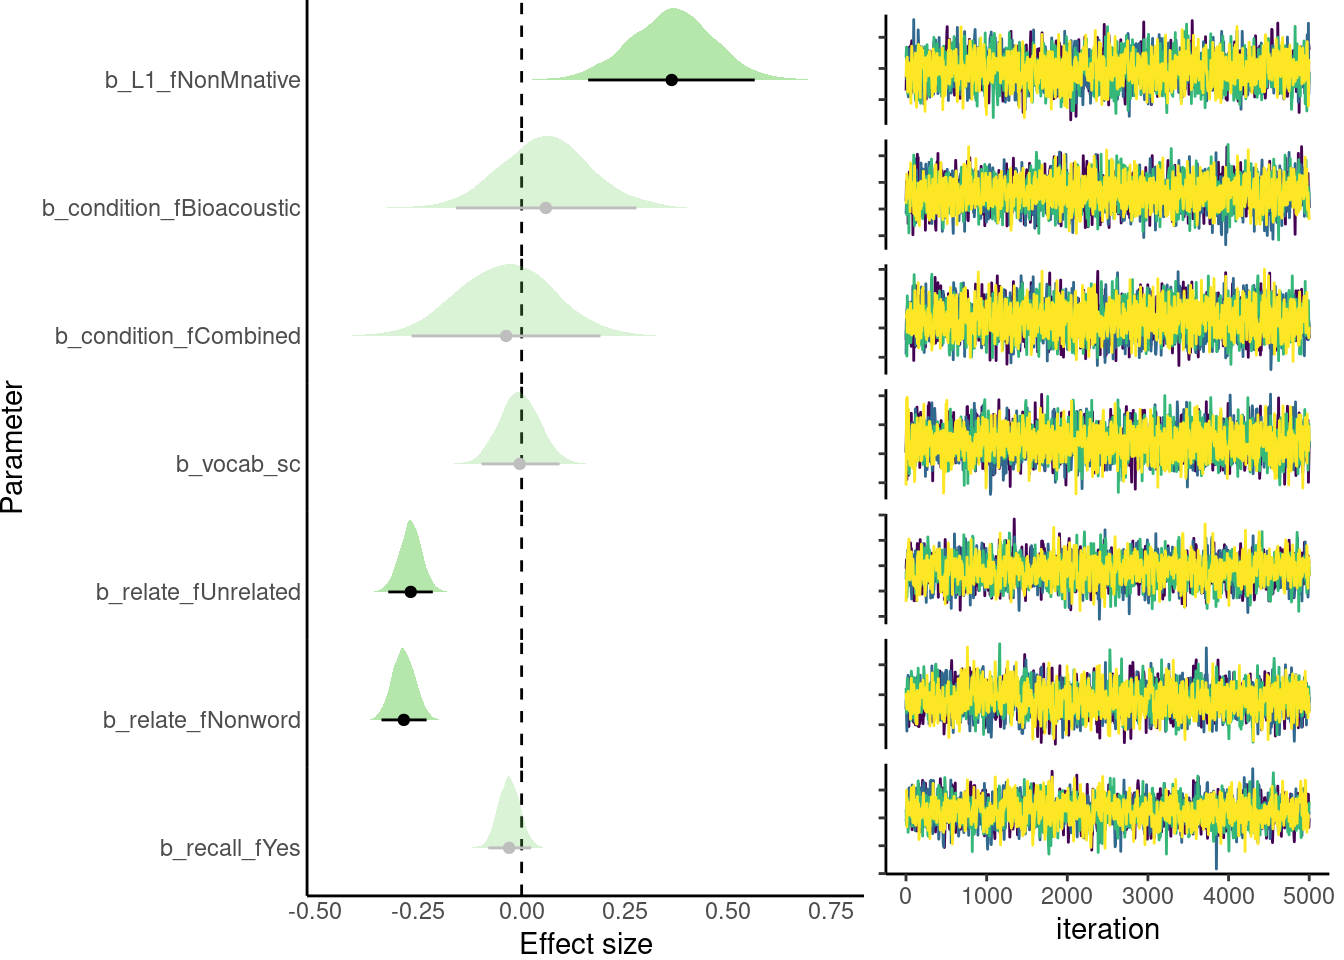 b_L1_fNonMnative
b_condition_fBioacoustic
b_condition_fCombined
b_vocab_sc
b_relate_fUnrelated
b_relate_fNonword
b_recall_fYes
Parameter
-0.50 -0.25 0.00 0.25 0.50 0.75
Effect size
0 1000 2000 3000 4000 5000
iteration